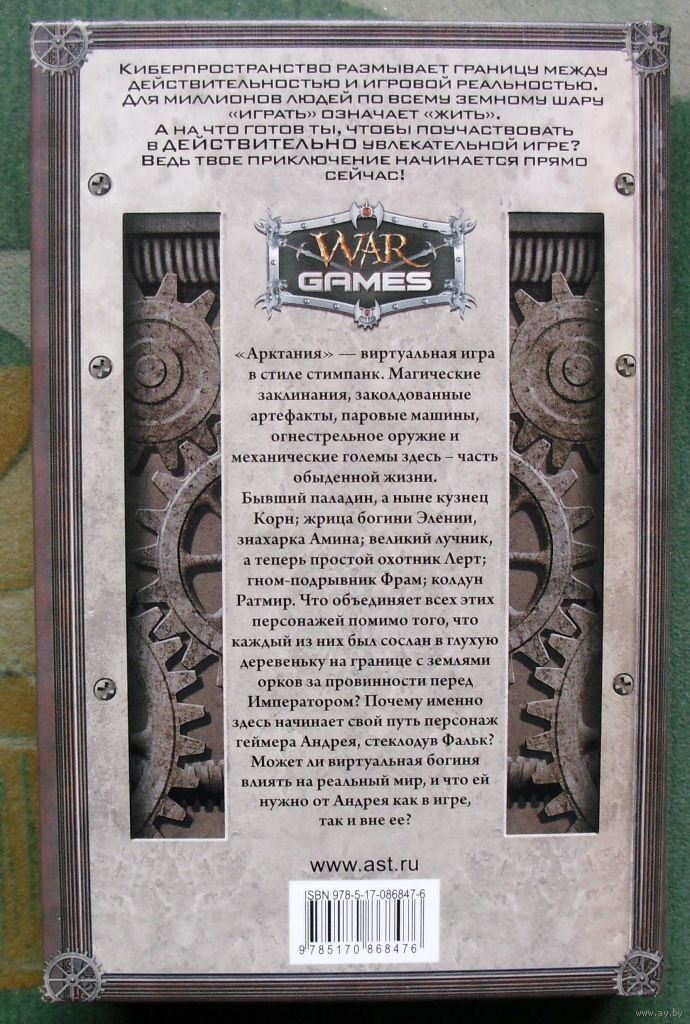 Киберпространство размывает границу между
действительностью и игровой реальностью.
Для миллионов людей по всему земному шару
«играть» означает «жить».
А на что готов ты, чтобы поучаствовать
в ДЕЙСТВИТЕЛЬНО увлекательной игре?
Ведь твое приключение начинается прямо
сейчас!
WAR
GAMES
«Арктания» — виртуальная игра
в стиле стимпанк. Магические
заклинания, заколдованные
артефакты, паровые машины,
огнестрельное оружие и
механические големы здесь – часть
обыденной жизни.
Бывший паладин, а ныне кузнец
Корн; жрица богини Элении,
знахарка Амина; великий лучник,
а теперь простой охотник Лерт;
гном-подрывник Фрам; колдун
Ратмир. Что объединяет всех этих
персонажей помимо того, что
каждый из них был сослан в глухую
деревеньку на границе с землями
орков за провинности перед
Императором? Почему именно
здесь начинает свой путь персонаж
геймера Андрея, стеклодув Фальк?
Может ли виртуальная богиня
влиять на реальный мир, и что ей
нужно от Андрея как в игре,
так и вне ее?
www.ast.ru
ISBN 978-5-17-086847-6
9 785170 868476
www.ay.by